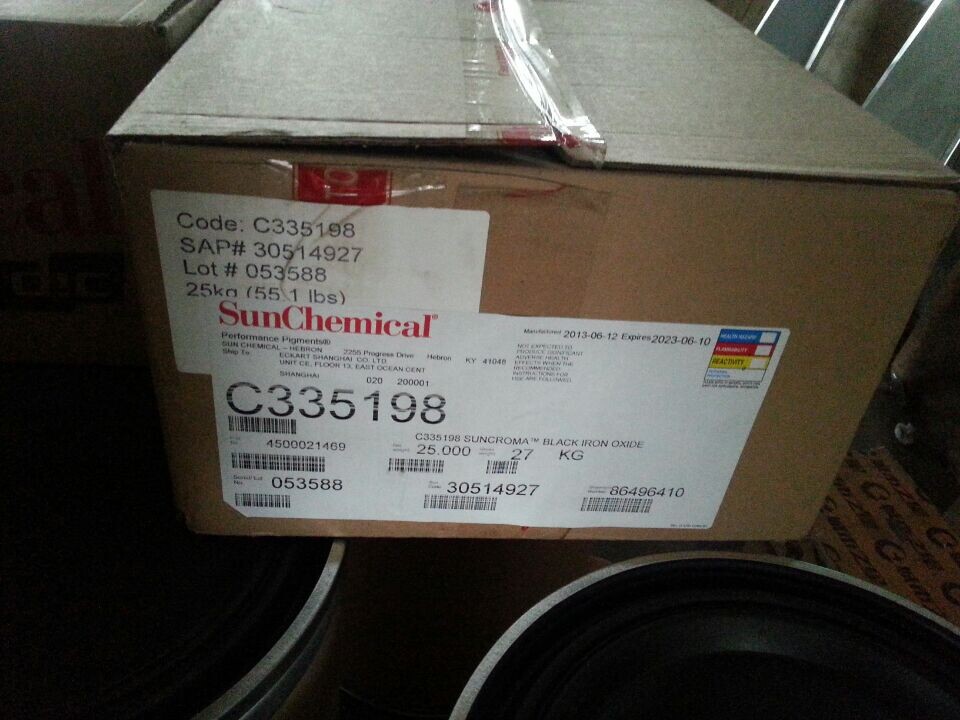 Code: C335198
SAP# 30514927
Lot # 053588
25kg (55.1 lbs)
SunChemical®
Performance Pigments®
SUN CHEMICAL - HEBRON 2255 Progress Drive Hebron KY 41048
Ship To: ECKART SHANGHAI CO. LTD.
UNIT CE, FLOOR 13, EAST OCEAN CENT
SHANGHAI 020 200001
Manufactured 2013-06-12 Expires 2023-06-10
NOT EXPECTED TO
PRODUCE SIGNIFICANT
ADVERSE HEALTH
EFFECTS WHEN THE
RECOMMENDED
INSTRUCTIONS FOR
USE ARE FOLLOWED.
HEALTH HAZARD
FLAMMABILITY
REACTIVITY
C335198
C335198 SUNCROMA™ BLACK IRON OXIDE
4500021469
25.000
27 KG
053588
30514927
86496410
cal